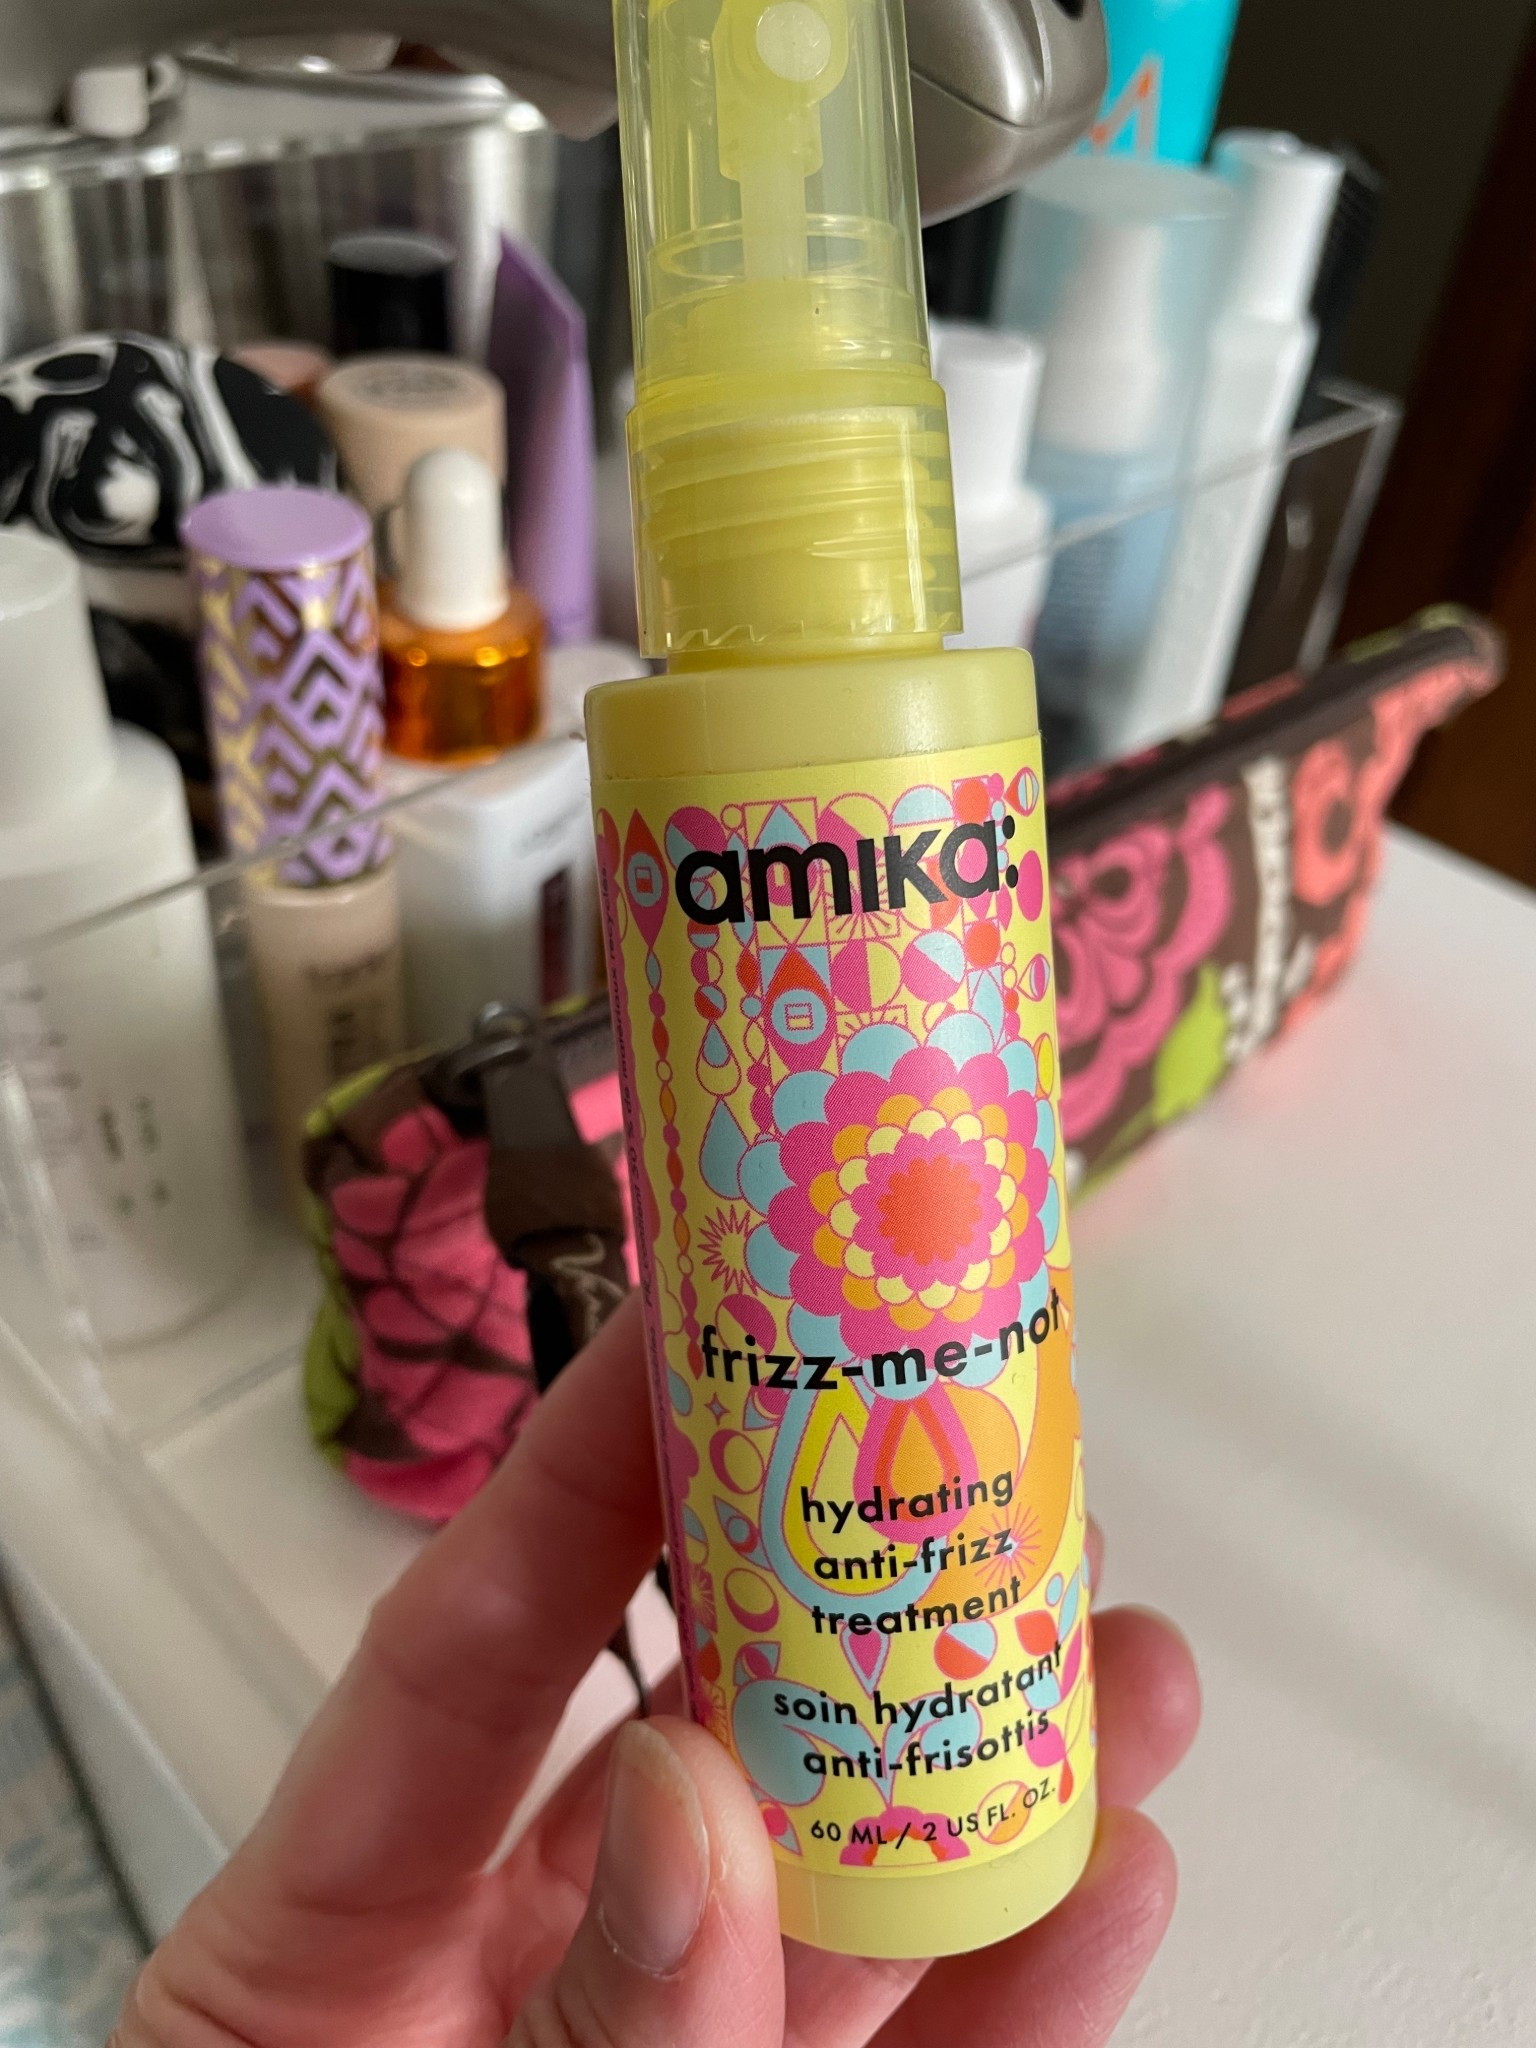 amika:
frizz-me-not
hydrating
anti-frizz
treatment
soin hydratant
anti-frisottis
60 ML / 2 US FL. OZ.